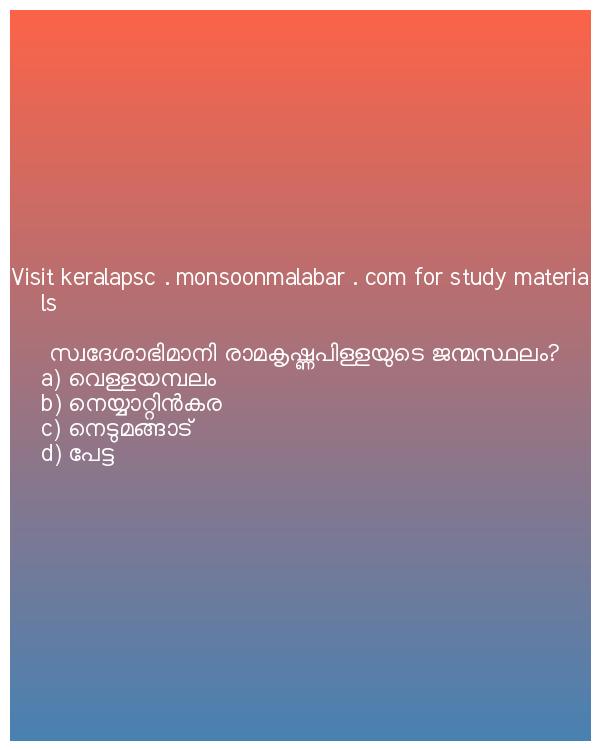 Visit keralapsc . monsoonmalabar . com for study materia
ls
സ്വദേശാഭിമാനി രാമകൃഷ്ണപിള്ളയുടെ ജന്മസ്ഥലം?
a) വെള്ളയമ്പലം
b) നെയ്യാറ്റിൻകര
c) നെടുമങ്ങാട്
d) പേട്ട